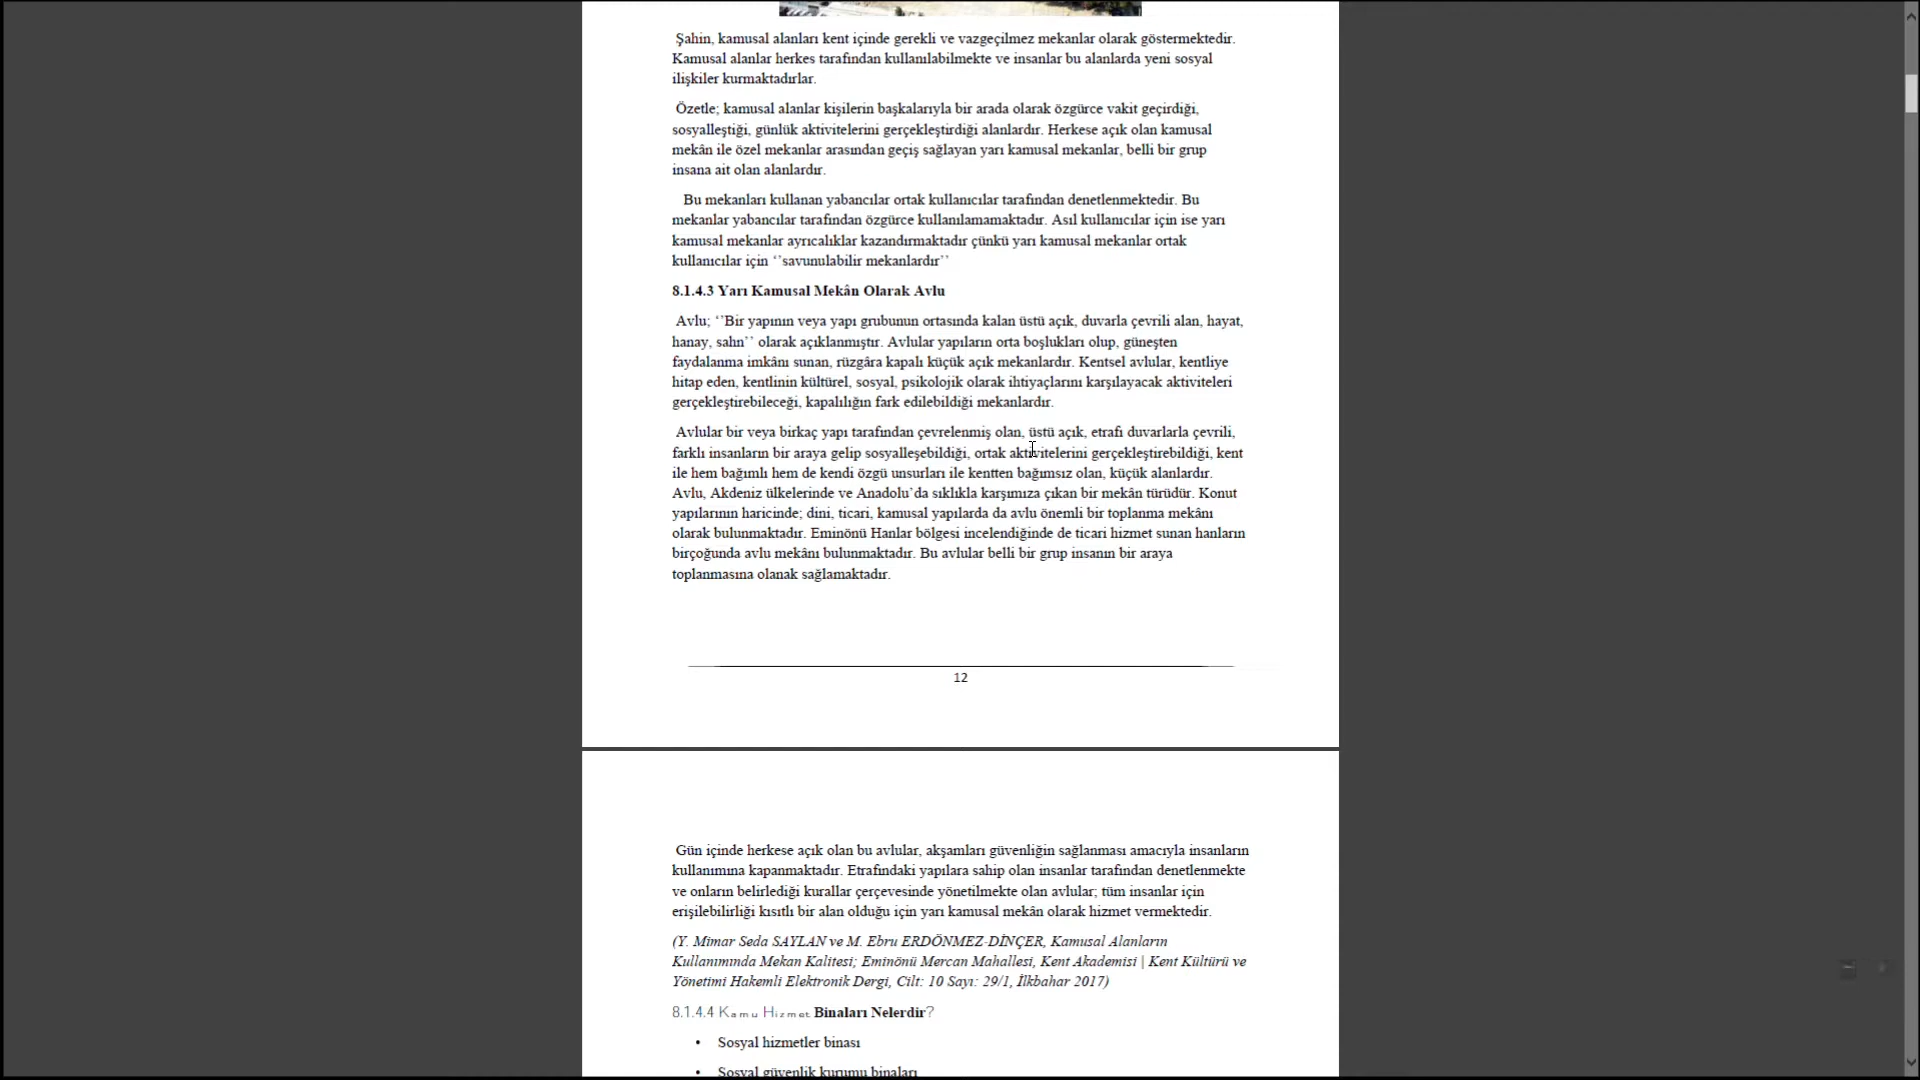 Şahin, kamusal alanları kent içinde gerekli ve vazgeçilmez mekanlar olarak göstermektedir.
Kamusal alanlar herkes tarafından kullanılabilmekte ve insanlar bu alanlarda yeni sosyal
ilişkiler kurmaktadırlar.
Özetle; kamusal alanlar kişilerin başkalarıyla bir arada olarak özgürce vakit geçirdiği,
sosyalleştiği, günlük aktivitelerini gerçekleştirdiği alanlardır. Herkese açık olan kamusal
mekân ile özel mekanlar arasından geçiş sağlayan yarı kamusal mekanlar, belli bir grup
insana ait olan alanlardır.
Bu mekanları kullanan yabancılar ortak kullanıcılar tarafından denetlenmektedir. Bu
mekanlar yabancılar tarafından özgürce kullanılamamaktadır. Asıl kullanıcılar için ise yarı
kamusal mekanlar ayrıcalıklar kazandırmaktadır çünkü yarı kamusal mekanlar ortak
kullanıcılar için ‘’savunulabilir mekanlardır’’
8.1.4.3 Yarı Kamusal Mekân Olarak Avlu
Avlu; ‘’Bir yapının veya yapı grubunun ortasında kalan üstü açık, duvarla çevrili alan, hayat,
hanay, sahn’’ olarak açıklanmıştır. Avlular yapıların orta boşlukları olup, güneşten
faydalanma imkânı sunan, rüzgâra kapalı küçük açık mekanlardır. Kentsel avlular, kentliye
hitap eden, kentlinin kültürel, sosyal, psikolojik olarak ihtiyaçlarını karşılayacak aktiviteleri
gerçekleştirebileceği, kapalılığın fark edilebildiği mekanlardır.
Avlular bir veya birkaç yapı tarafından çevrelenmiş olan, üstü açık, etrafı duvarlarla çevrili,
farklı insanların bir araya gelip sosyalleşebildiği, ortak aktivitelerini gerçekleştirebildiği, kent
ile hem bağımlı hem de kendi özgü unsurları ile kentten bağımsız olan, küçük alanlardır.
Avlu, Akdeniz ülkelerinde ve Anadolu’da sıklıkla karşımıza çıkan bir mekân türüdür. Konut
yapılarının haricinde; dini, ticari, kamusal yapılarda da avlu önemli bir toplanma mekânı
olarak bulunmaktadır. Eminönü Hanlar bölgesi incelendiğinde de ticari hizmet sunan hanların
birçoğunda avlu mekânı bulunmaktadır. Bu avlular belli bir grup insanın bir araya
toplanmasına olanak sağlamaktadır.
12
Gün içinde herkese açık olan bu avlular, akşamları güvenliğin sağlanması amacıyla insanların
kullanımına kapanmaktadır. Etrafındaki yapılara sahip olan insanlar tarafından denetlenmekte
ve onların belirlediği kurallar çerçevesinde yönetilmekte olan avlular; tüm insanlar için
erişilebilirliği kısıtlı bir alan olduğu için yarı kamusal mekân olarak hizmet vermektedir.
(Y. Mimar Seda SAYLAN ve M. Ebru ERDÖNMEZ-DİNÇER, Kamusal Alanların
Kullanımında Mekan Kalitesi; Eminönü Mercan Mahallesi, Kent Akademisi | Kent Kültürü ve
Yönetimi Hakemli Elektronik Dergi, Cilt: 10 Sayı: 29/1, İlkbahar 2017)
8.1.4.4 Kamu Hizmet Binaları Nelerdir?
• Sosyal hizmetler binası
• Sosyal güvenlik kurumu binaları